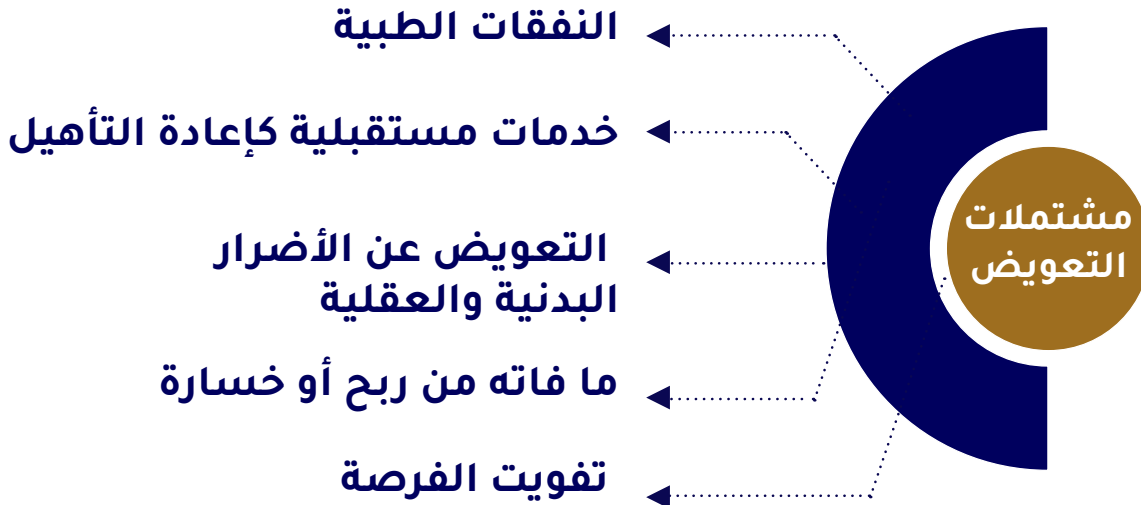 مشتملات
التعويض
النفقات الطبية
خدمات مستقبلية كإعادة التأهيل
التعويض عن الأضرار
البدنية والعقلية
ما فاته من ربح أو خسارة
تفويت الفرصة